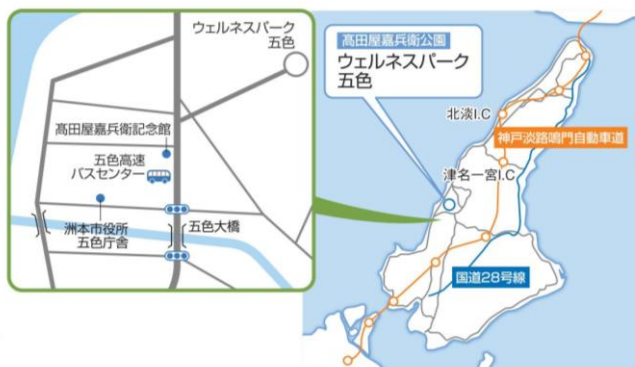 ウェルネスパーク
五色
髙田屋嘉兵衛記念館
五色高速
バスセンター
洲本市役所
五色庁舎
五色大橋
髙田屋嘉兵衛公園
ウェルネスパーク
五色
北淡I.C
神戸淡路鳴門自動車道
津名一宮I.C
国道28号線